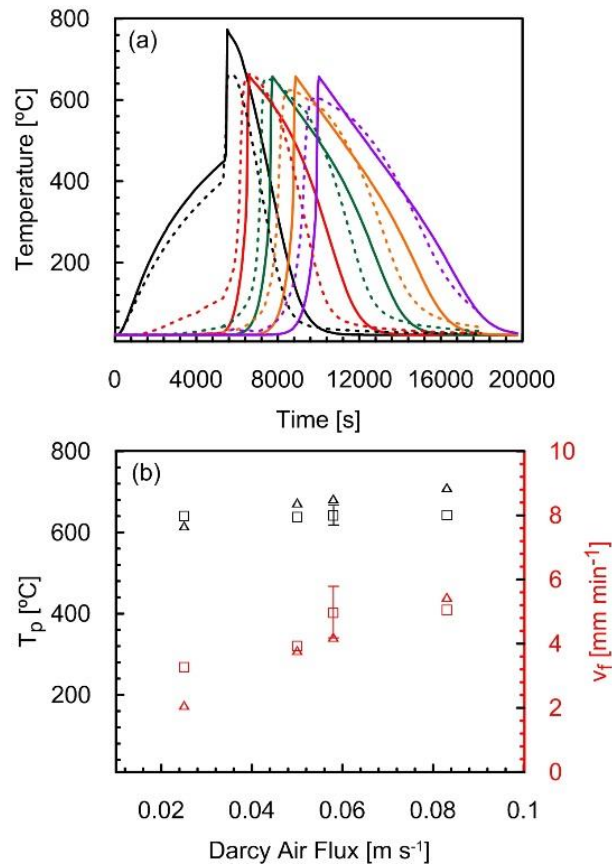 (a)
Temperature [ºC]
800
600
400
200
0 4000 8000 12000 16000 20000
Time [s]
(b)
Tₚ [ºC]
800
600
400
200
0.02 0.04 0.06 0.08 0.1
Darcy Air Flux [m s⁻¹]
10
8
6
4
2
0
v_f [mm min⁻¹]